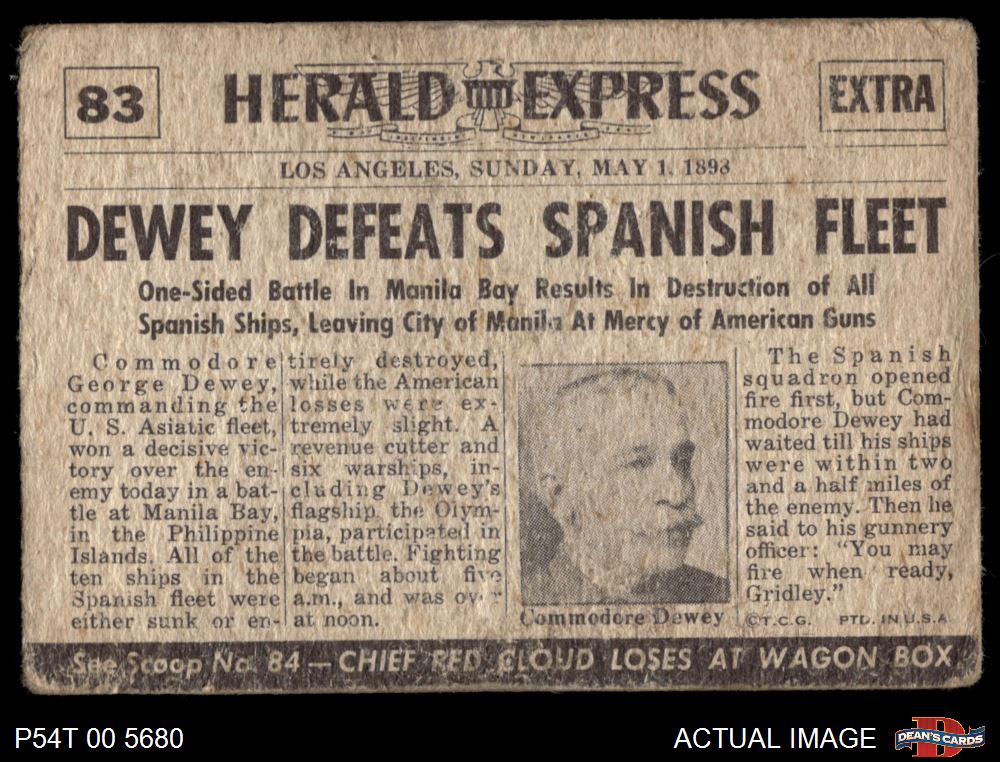 83
HERALD EXPRESS
EXTRA
LOS ANGELES, SUNDAY, MAY 1, 1898
DEWEY DEFEATS SPANISH FLEET
One-Sided Battle In Manila Bay Results In Destruction of All
Spanish Ships, Leaving City of Manila At Mercy of American Guns
Commodore
George Dewey,
commanding the
U. S. Asiatic fleet,
won a decisive vic-
tory over the en-
emy today in a bat-
tle at Manila Bay,
in the Philippine
Islands. All of the
ten ships in the
Spanish fleet were
either sunk or en-
tirely destroyed,
while the American
losses were ex-
tremely slight. A
revenue cutter and
six warships, in-
cluding Dewey's
flagship the Olym-
pia, participated in
the battle. Fighting
began about five
a.m., and was over
at noon.
Commodore Dewey
The Spanish
squadron opened
fire first, but Com-
modore Dewey had
waited till his ships
were within two
and a half miles of
the enemy. Then he
said to his gunnery
officer: "You may
fire when ready,
Gridley."
©T.C.G. PTD. IN U.S.A.
See Scoop No. 84 — CHIEF RED CLOUD LOSES AT WAGON BOX
P54T 00 5680
ACTUAL IMAGE
DEAN'S CARDS